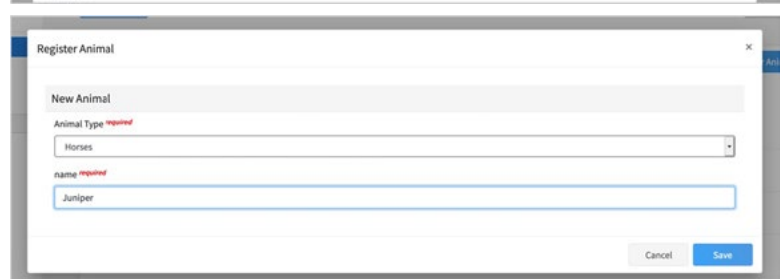 Register Animal ×
New Animal
Animal Type required
Horses
name required
Juniper
Cancel Save